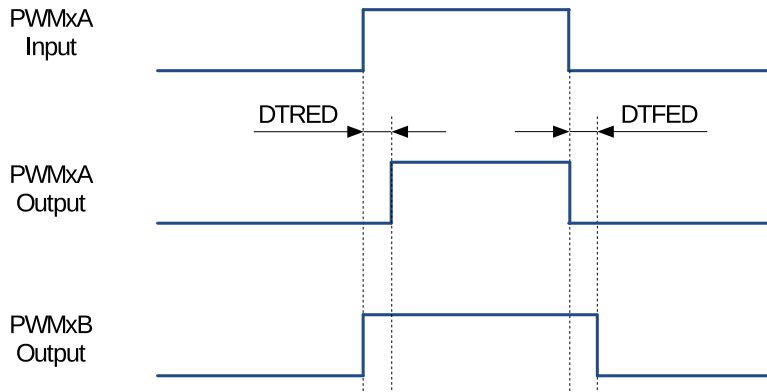 PWMxA
Input
DTRED
DTFED
PWMxA
Output
PWMxB
Output